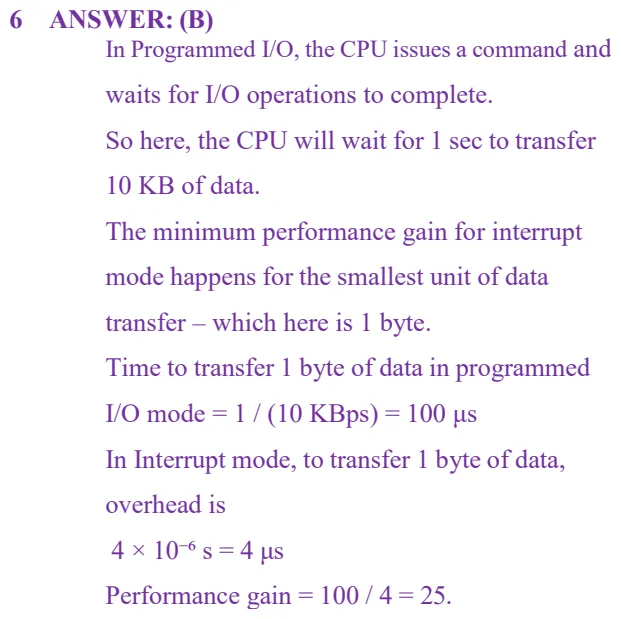 6 ANSWER: (B)
In Programmed I/O, the CPU issues a command and
waits for I/O operations to complete.
So here, the CPU will wait for 1 sec to transfer
10 KB of data.
The minimum performance gain for interrupt
mode happens for the smallest unit of data
transfer – which here is 1 byte.
Time to transfer 1 byte of data in programmed
I/O mode = 1 / (10 KBps) = 100 μs
In Interrupt mode, to transfer 1 byte of data,
overhead is
4 × 10⁻⁶ s = 4 μs
Performance gain = 100 / 4 = 25.